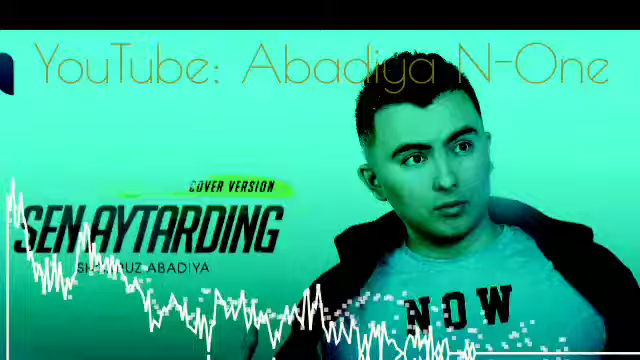 YouTube: Abadiya N-One
COVER VERSION
SEN AYTARDING
ABADIYA
NOW